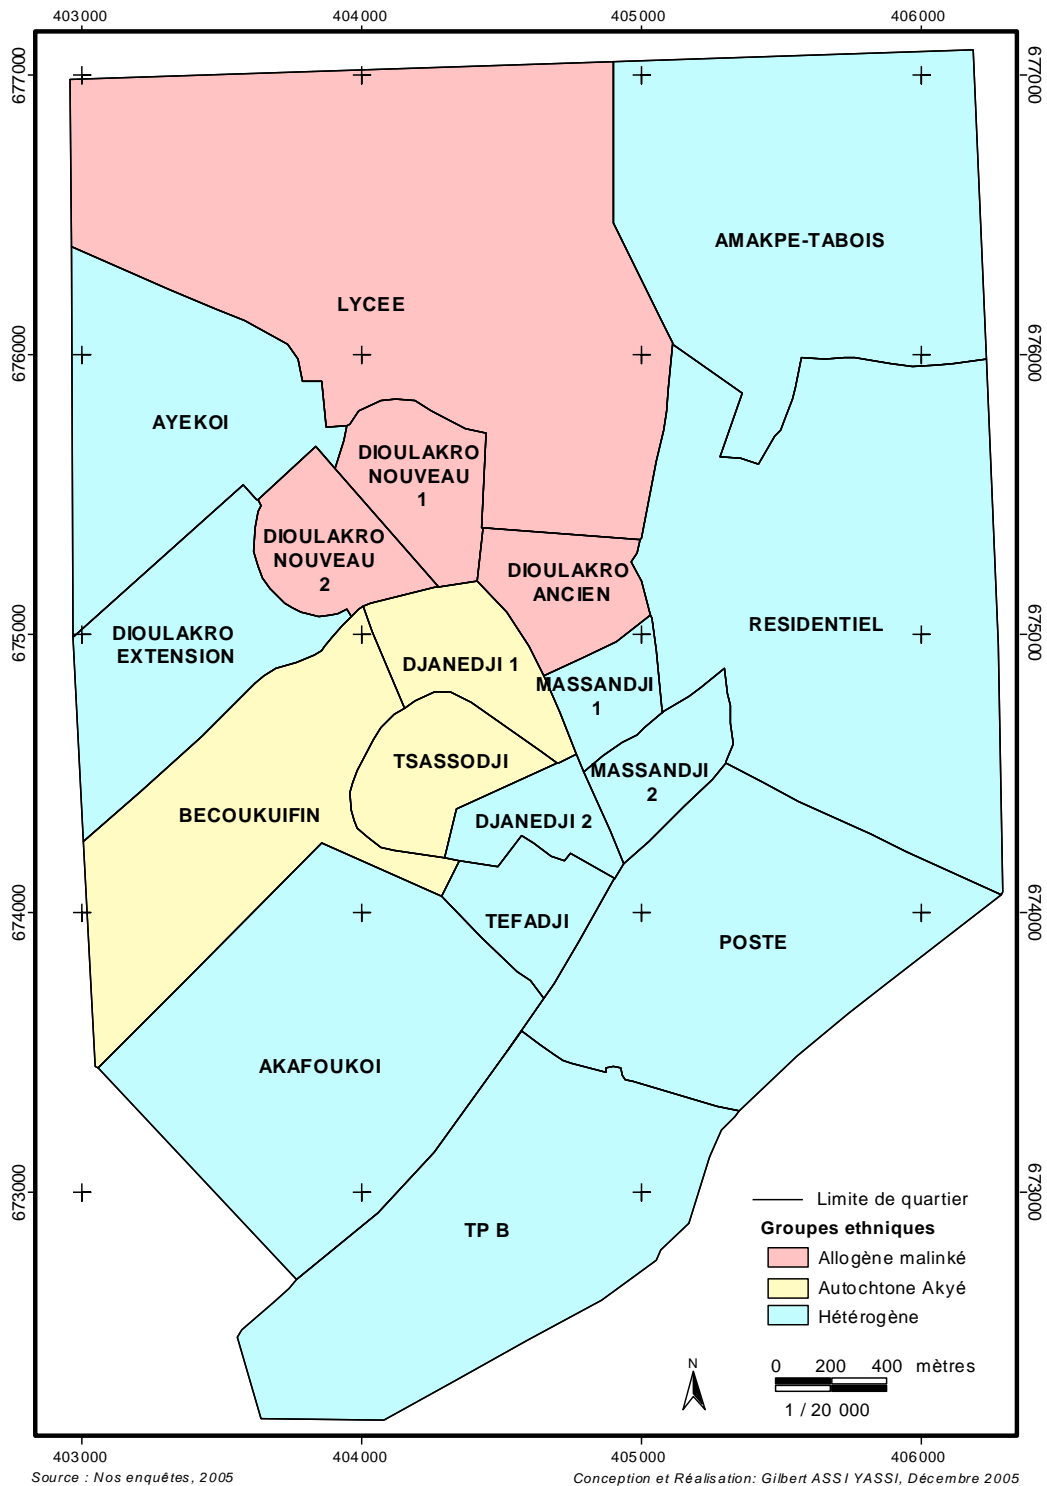 403000 404000 405000 406000
677000 677000
AMAKPE-TABOIS
LYCEE
676000 676000
AYEKOI
DIOULAKRO
NOUVEAU
1
DIOULAKRO
NOUVEAU
2
DIOULAKRO
ANCIEN
675000 675000
RESIDENTIEL
DIOULAKRO
EXTENSION
DJANEDJI 1
MASSANDJI
1
TSASSODJI
MASSANDJI
2
BECOUKUIFIN
DJANEDJI 2
674000 674000
TEFADJI
POSTE
AKAFOUKOI
673000 673000
TP B
Limite de quartier
Groupes ethniques
Allogène malinké
Autochtone Akyé
Hétérogène
N
0 200 400 mètres
1 / 20 000
403000 404000 405000 406000
Source : Nos enquêtes, 2005
Conception et Réalisation: Gilbert ASSI YASSI, Décembre 2005